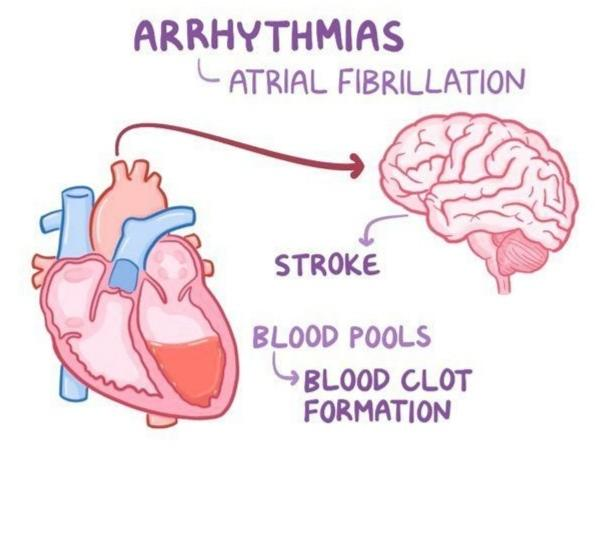 ARRHYTHMIAS
ATRIAL FIBRILLATION
STROKE
BLOOD POOLS
BLOOD CLOT
FORMATION